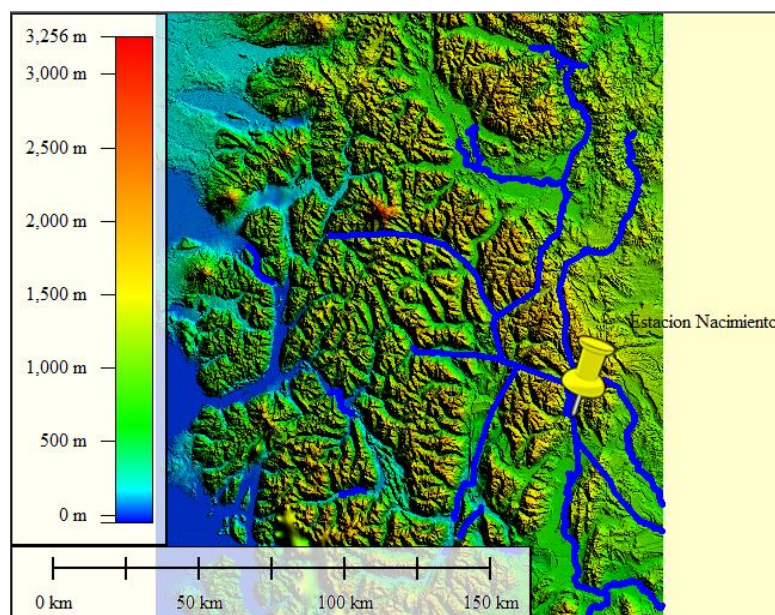 3,256 m
3,000 m
2,500 m
2,000 m
1,500 m
1,000 m
500 m
0 m
Estacion Nacimiento
0 km 50 km 100 km 150 km